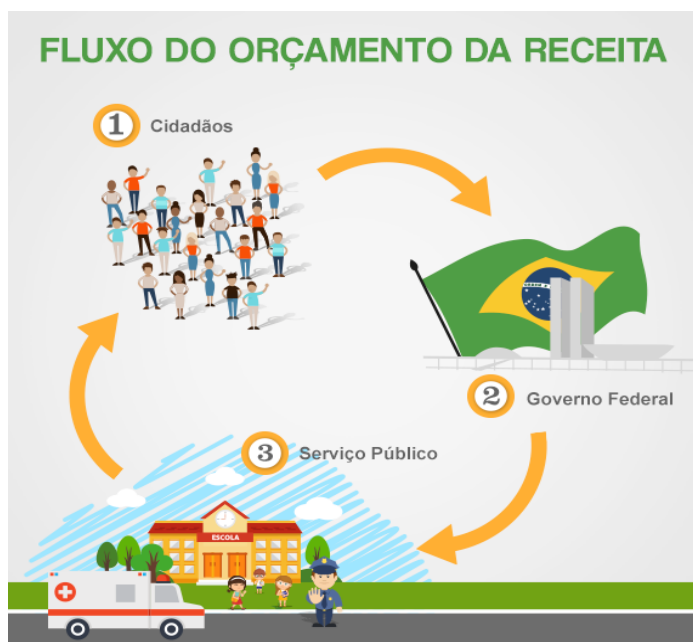 FLUXO DO ORÇAMENTO DA RECEITA
1 Cidadãos
2 Governo Federal
3 Serviço Público
ESCOLA